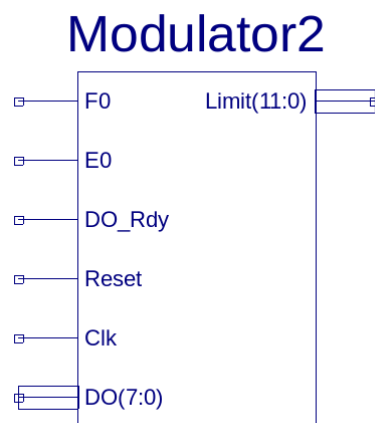 Modulator2
F0 Limit(11:0)
E0
DO_Rdy
Reset
Clk
DO(7:0)